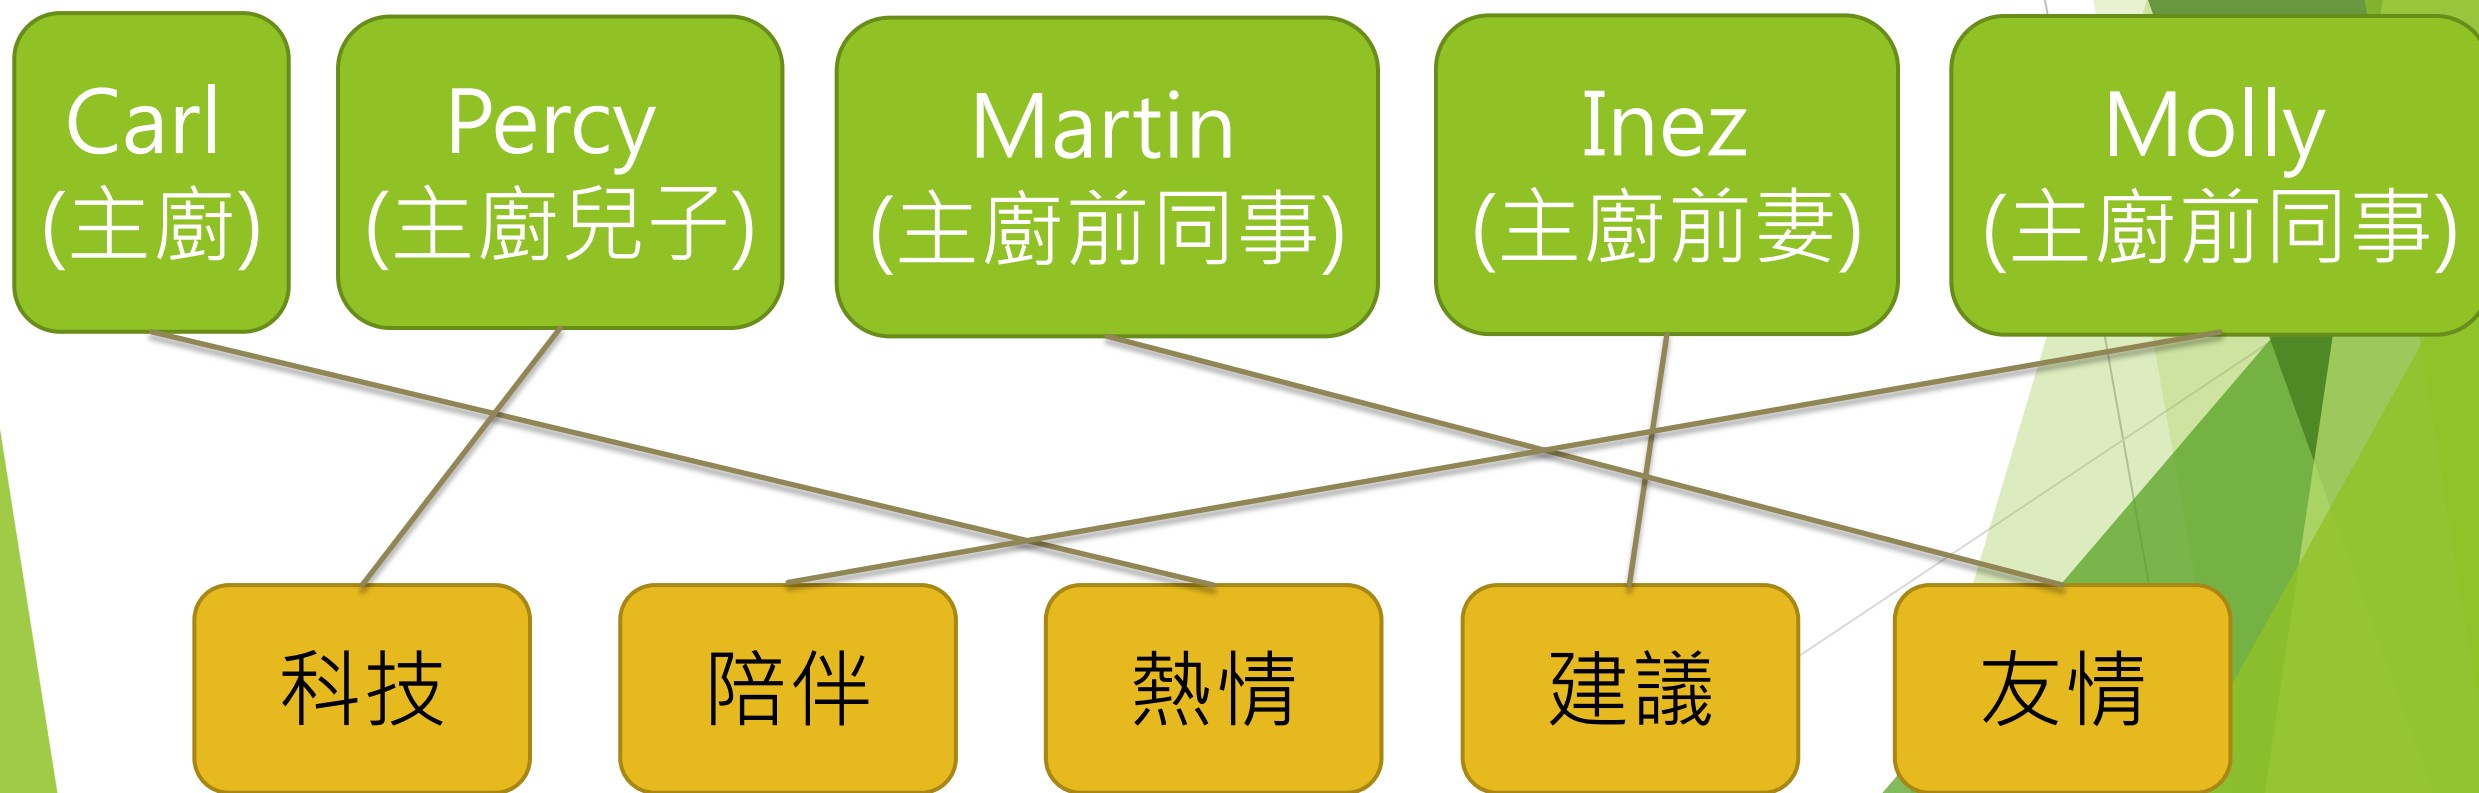 Carl
(主廚)
Percy
(主廚兒子)
Martin
(主廚前同事)
Inez
(主廚前妻)
Molly
(主廚前同事)
科技
陪伴
熱情
建議
友情